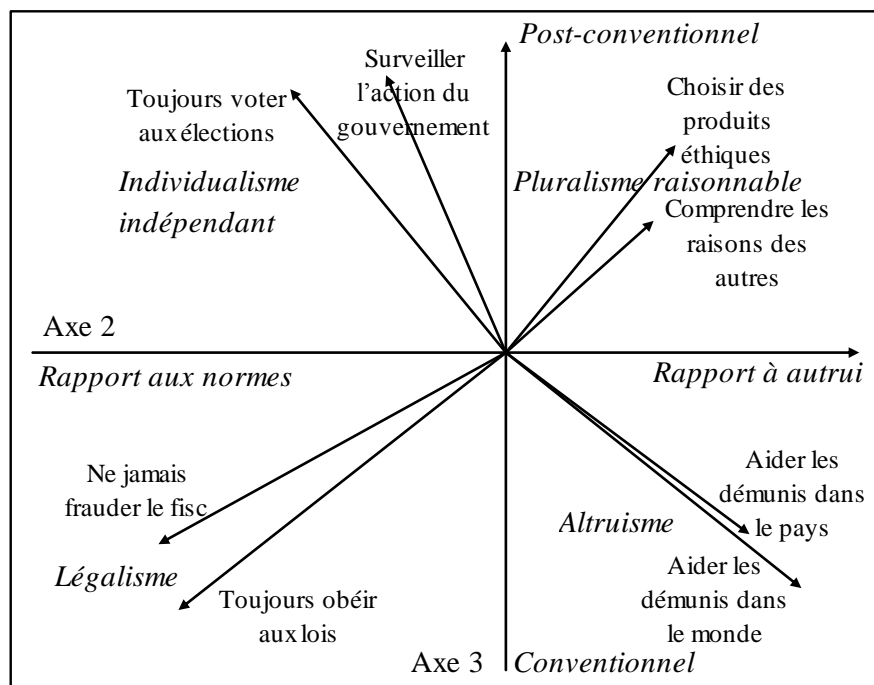 Post-conventionnel
Surveiller
l'action du
gouvernement
Toujours voter
aux élections
Choisir des
produits
éthiques
Individualisme
indépendant
Pluralisme raisonnable
Comprendre les
raisons des
autres
Axe 2
Rapport aux normes
Rapport à autrui
Ne jamais
frauder le fisc
Aider les
démunis dans
le pays
Altruisme
Légalisme
Toujours obéir
aux lois
Aider les
démunis dans
le monde
Axe 3
Conventionnel